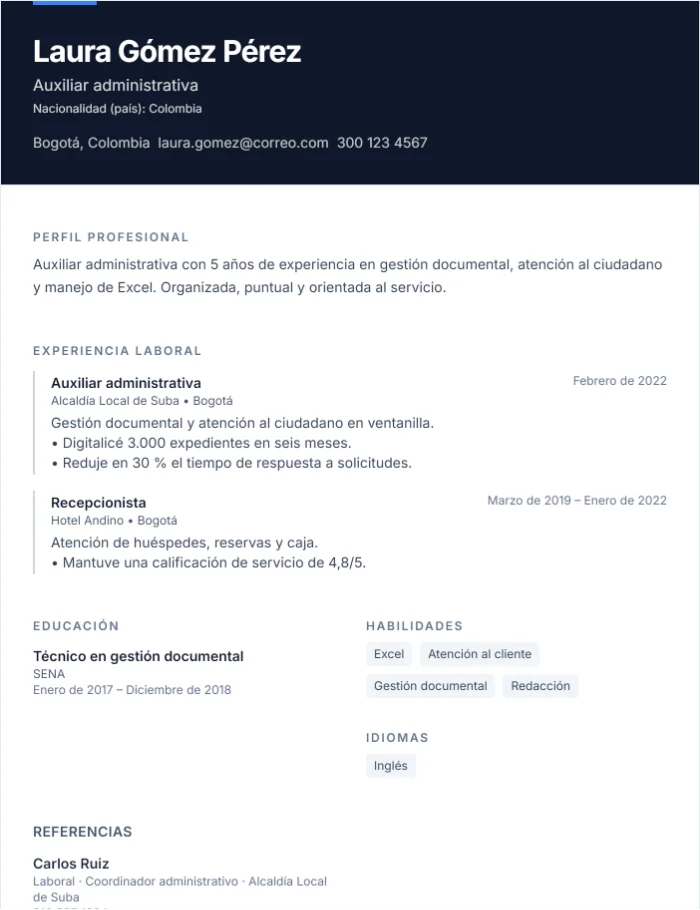 Laura Gómez Pérez
Auxiliar administrativa
Nacionalidad (país): Colombia
Bogotá, Colombia laura.gomez@correo.com 300 123 4567
PERFIL PROFESIONAL
Auxiliar administrativa con 5 años de experiencia en gestión documental, atención al ciudadano
y manejo de Excel. Organizada, puntual y orientada al servicio.
EXPERIENCIA LABORAL
Auxiliar administrativa
Febrero de 2022
Alcaldía Local de Suba • Bogotá
Gestión documental y atención al ciudadano en ventanilla.
• Digitalicé 3.000 expedientes en seis meses.
• Reduje en 30 % el tiempo de respuesta a solicitudes.
Recepcionista
Marzo de 2019 – Enero de 2022
Hotel Andino • Bogotá
Atención de huéspedes, reservas y caja.
• Mantuve una calificación de servicio de 4,8/5.
EDUCACIÓN
Técnico en gestión documental
SENA
Enero de 2017 – Diciembre de 2018
HABILIDADES
Excel
Atención al cliente
Gestión documental
Redacción
IDIOMAS
Inglés
REFERENCIAS
Carlos Ruiz
Laboral · Coordinador administrativo · Alcaldía Local
de Suba